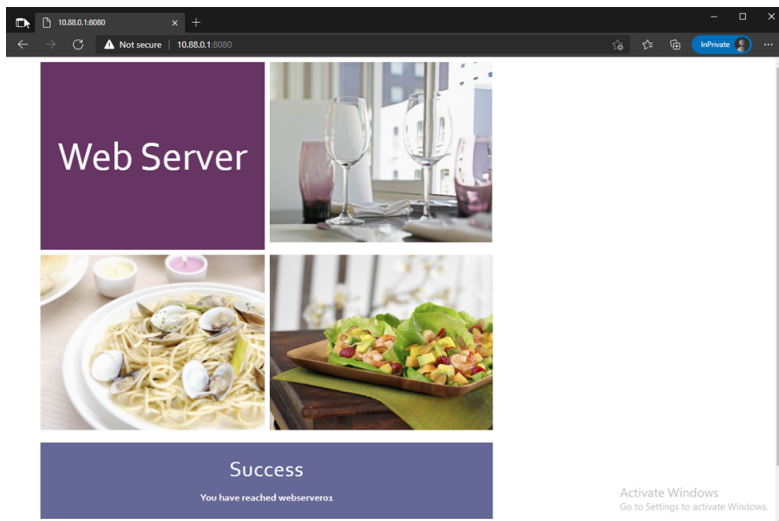 10.88.0.1:8080
Not secure 10.88.0.1:8080
InPrivate
Web Server
Success
You have reached webserver01
Activate Windows
Go to Settings to activate Windows.